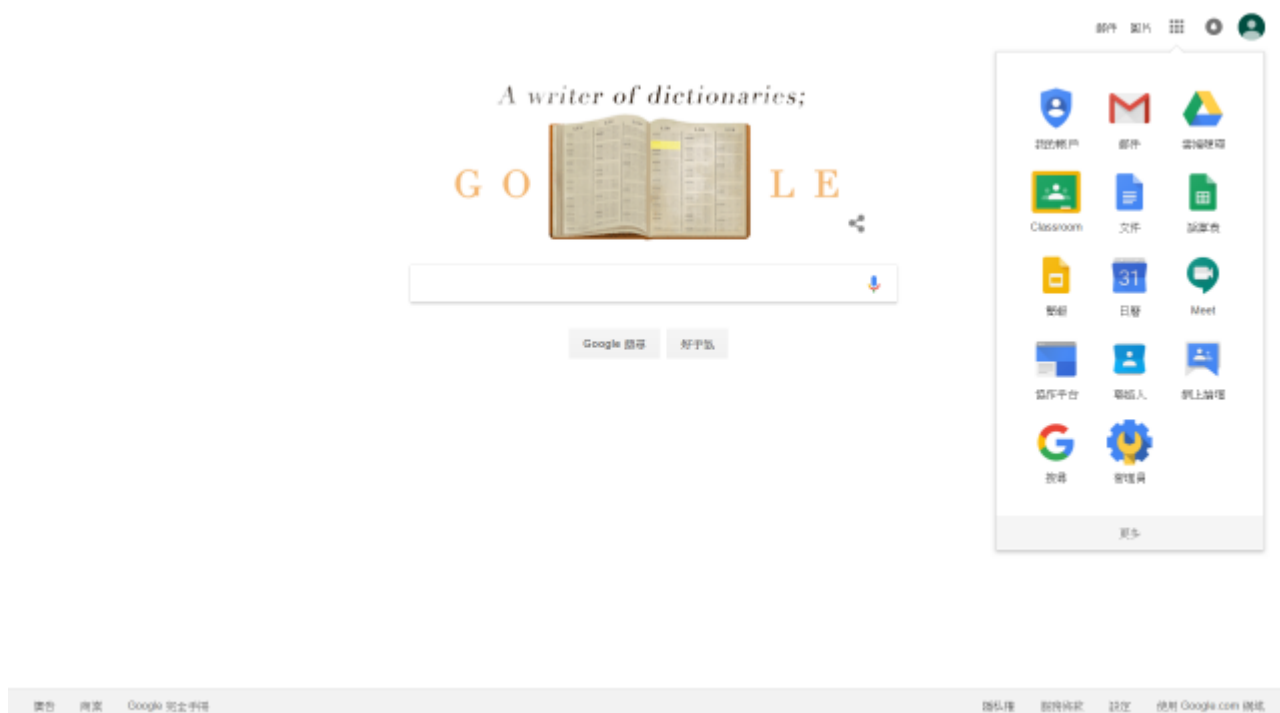 郵件 圖片
A writer of dictionaries;
G O L E
Google 搜尋 好手氣
我的帳戶 郵件 雲端硬碟
Classroom 文件 試算表
簡報 日曆 Meet
31
協作平台 聯絡人 網上論壇
搜尋 管理員
更多
廣告 商業 Google 完全手冊 隱私權 服務條款 設定 使用 Google.com 網域